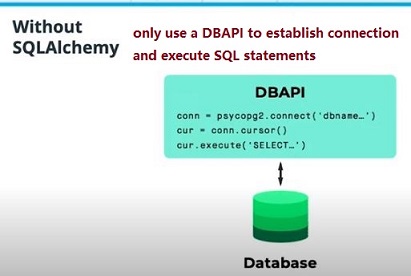 Without
SQLAlchemy
only use a DBAPI to establish connection
and execute SQL statements
DBAPI
conn = psycopg2.connect('dbname…')
cur = conn.cursor()
cur.execute('SELECT…')
Database